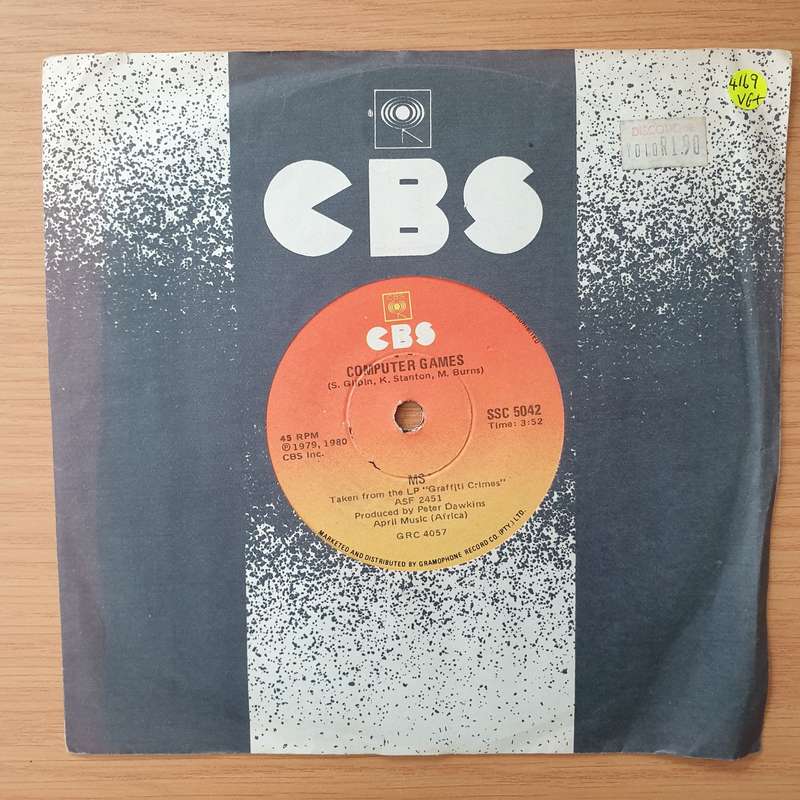 4169
VG+
CBS
CBS
CBS
COMPUTER GAMES
(S. Gilpin, K. Stanton, M. Burns)
SSC 5042
Time: 3:52
45 RPM
℗ 1979, 1980
CBS Inc.
MS
Taken from the LP "Graffiti Crimes"
ASF 2451
Produced by Peter Dawkins
April Music (Africa)
GRC 4057
MARKETED AND DISTRIBUTED BY GRAMOPHONE RECORD CO. (PTY.) LTD.